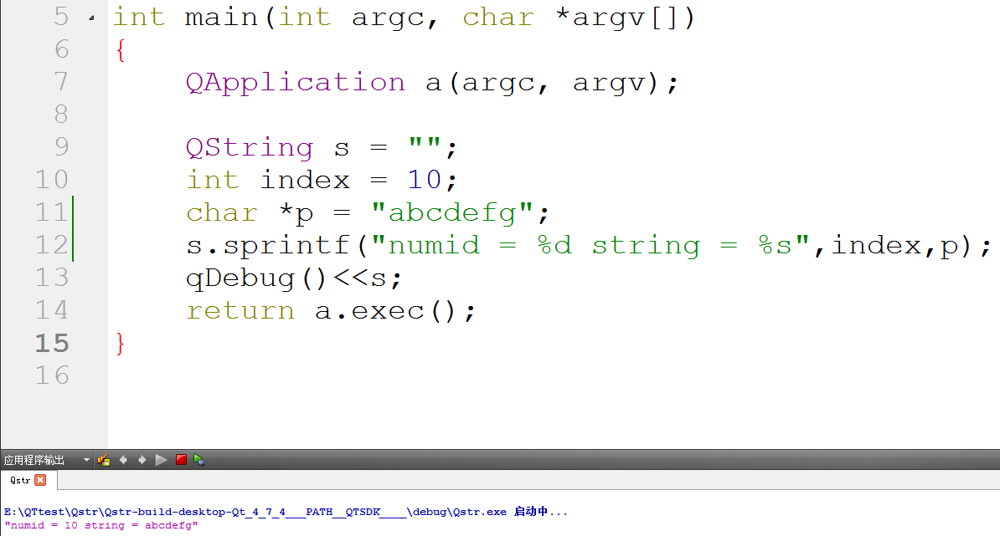 5 int main(int argc, char *argv[])
6 {
7 QApplication a(argc, argv);
8
9 QString s = "";
10 int index = 10;
11 char *p = "abcdefg";
12 s.sprintf("numid = %d string = %s",index,p);
13 qDebug()<<s;
14 return a.exec();
15 }
16
应用程序输出
Qstr
E:\QTtest\Qstr\Qstr-build-desktop-Qt_4_7_4___PATH__QTSDK____\debug\Qstr.exe 启动中...
"numid = 10 string = abcdefg"